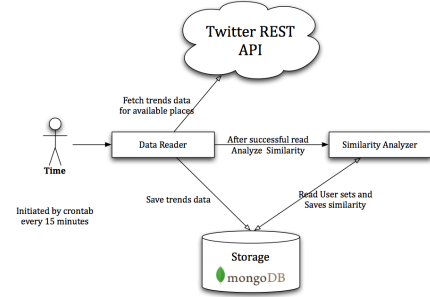 Twitter REST
API
Fetch trends data
for available places
Data Reader
After successful read
Analyze Similarity
Similarity Analyzer
Time
Initiated by crontab
every 15 minutes
Save trends data
Read User sets and
Saves similarity
Storage
mongoDB